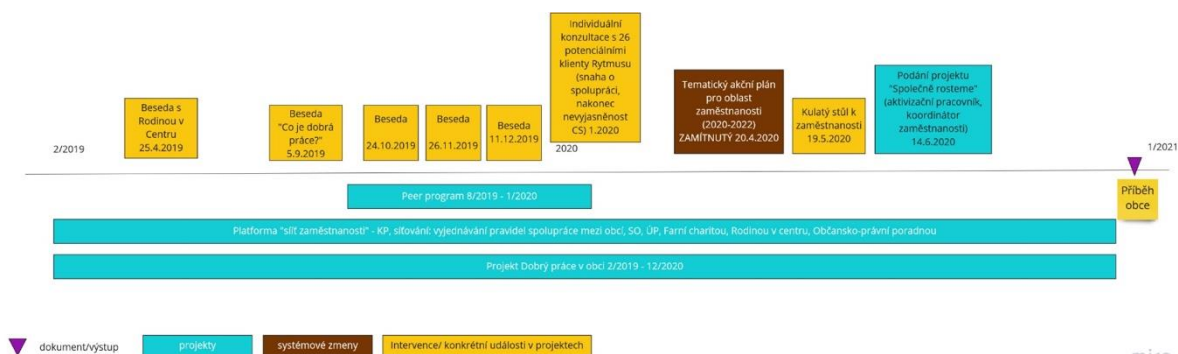 Beseda s
Rodinou v
Centru
25.4.2019
Beseda
"Co je dobrá
práce?"
5.9.2019
Beseda
24.10.2019
Beseda
26.11.2019
Beseda
11.12.2019
individuální
konzultace s 26
potenciálními
klienty Rytmusu
(snaha o
spolupráci,
nakonec
nevyjasněnost
CS) 1.2020
Tematický akční plán
pro oblast
zaměstnanosti
(2020-2022)
ZAMÍTNUTÝ 20.4.2020
Kulatý stůl k
zaměstnanosti
19.5.2020
Podání projektu
"Společně rosteme"
(aktivizační pracovník,
koordinátor
zaměstnanosti)
14.6.2020
2/2019
2020
1/2021
Příběh
obce
Peer program 8/2019 - 1/2020
Platforma "síť zaměstnanosti" - KP, síťování: vyjednávání pravidel spolupráce mezi obcí, SO, ÚP, Farní charitou, Rodinou v centru, Občansko-právní poradnou
Projekt Dobrý práce v obci 2/2019 - 12/2020
dokument/výstup
projekty
systémové zmeny
Intervence/ konkrétní události v projektech
miro